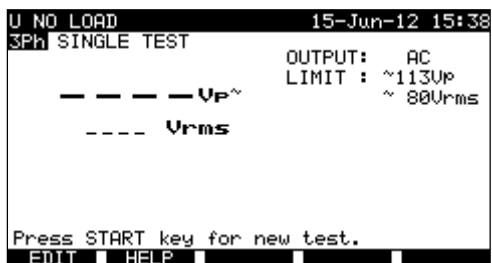 U NO LOAD 15-Jun-12 15:38
3Ph SINGLE TEST
OUTPUT: AC
LIMIT : ~113Vp
~ 80Vrms
– – – – Vp~
____ Vrms
Press START key for new test.
EDIT HELP